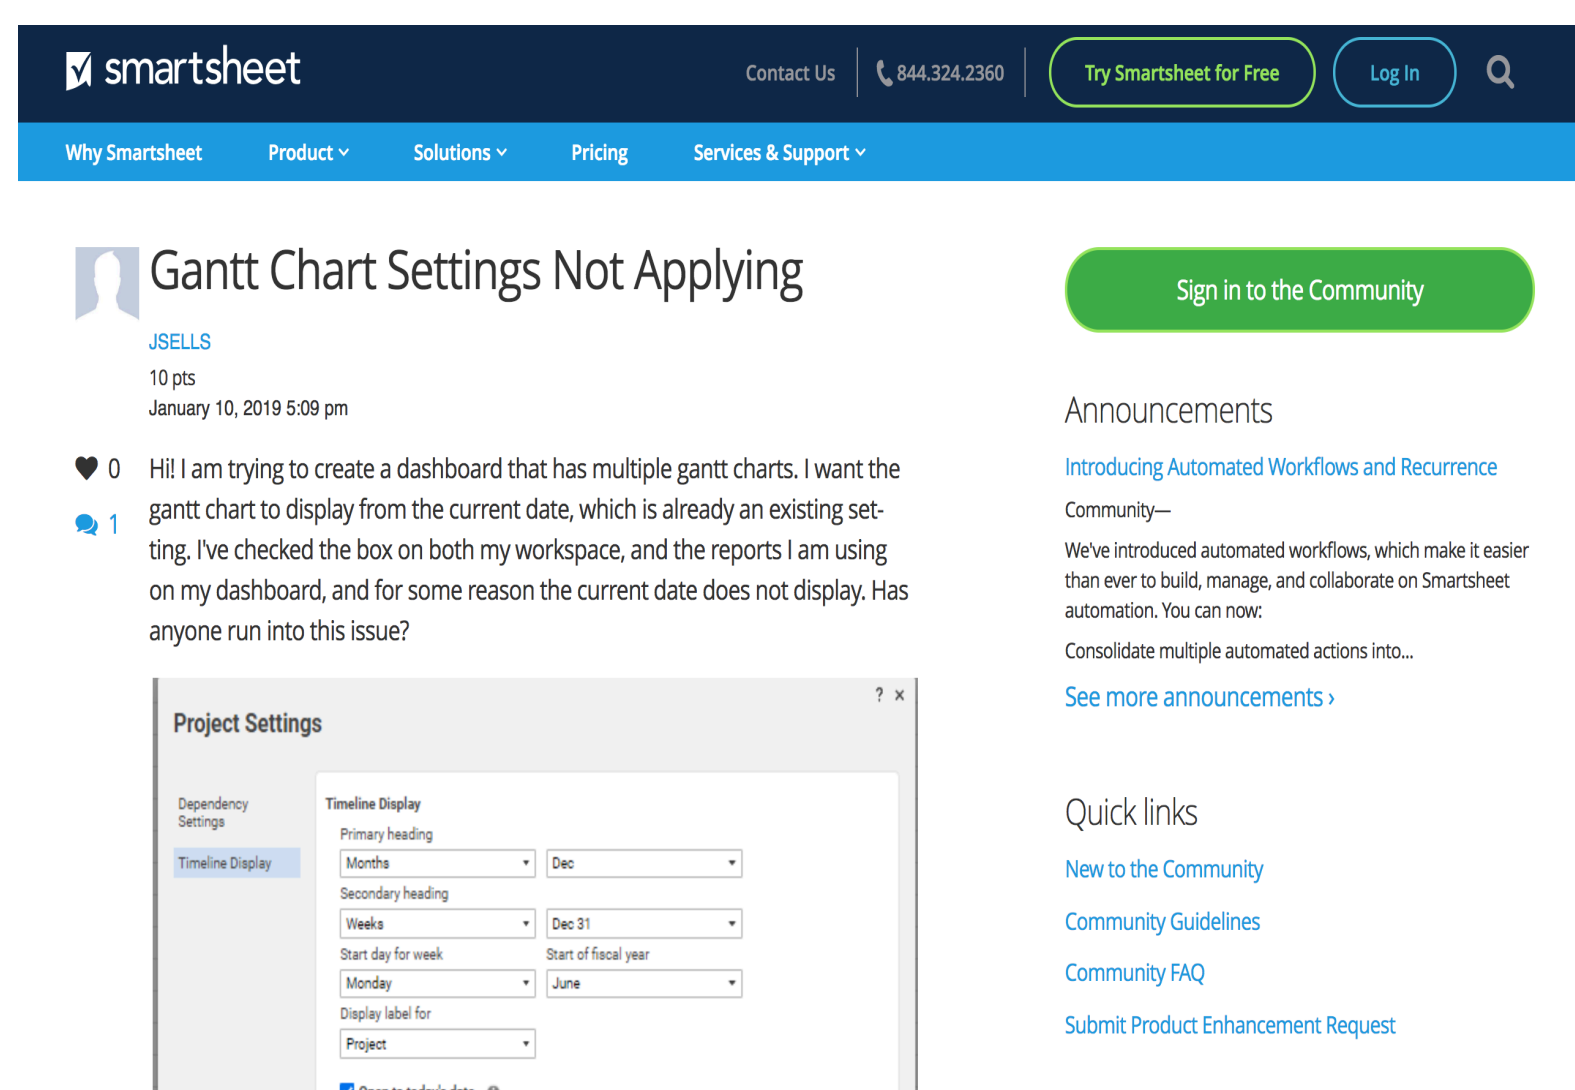 smartsheet
Contact Us
844.324.2360
Try Smartsheet for Free
Log In
Why Smartsheet
Product
Solutions
Pricing
Services & Support
Gantt Chart Settings Not Applying
JSELLS
10 pts
January 10, 2019 5:09 pm
0
1
Hi! I am trying to create a dashboard that has multiple gantt charts. I want the
gantt chart to display from the current date, which is already an existing set-
ting. I've checked the box on both my workspace, and the reports I am using
on my dashboard, and for some reason the current date does not display. Has
anyone run into this issue?
? ×
Project Settings
Dependency
Settings
Timeline Display
Timeline Display
Primary heading
Months
Dec
Secondary heading
Weeks
Dec 31
Start day for week
Start of fiscal year
Monday
June
Display label for
Project
Open to today's date
Sign in to the Community
Announcements
Introducing Automated Workflows and Recurrence
Community—
We've introduced automated workflows, which make it easier
than ever to build, manage, and collaborate on Smartsheet
automation. You can now:
Consolidate multiple automated actions into...
See more announcements ›
Quick links
New to the Community
Community Guidelines
Community FAQ
Submit Product Enhancement Request